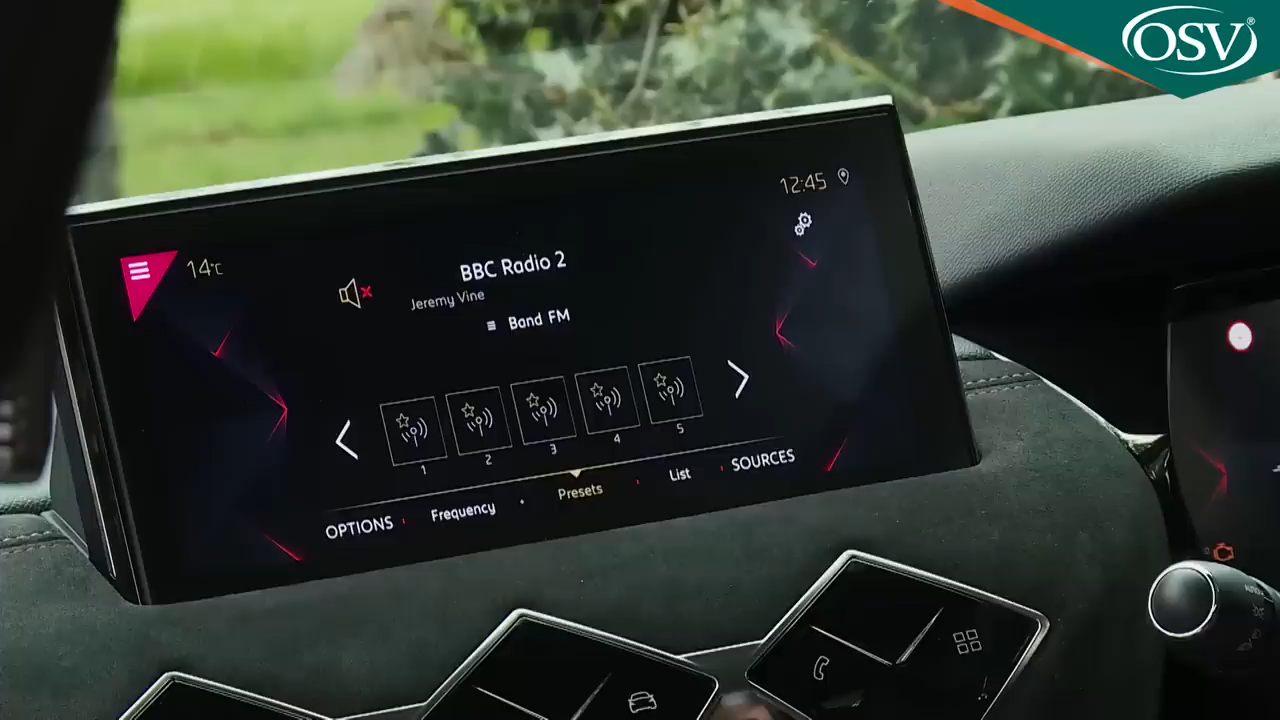 OSV®
12:45
14°C
BBC Radio 2
Jeremy Vine
Band FM
1 2 3 4 5
OPTIONS Frequency Presets List SOURCES